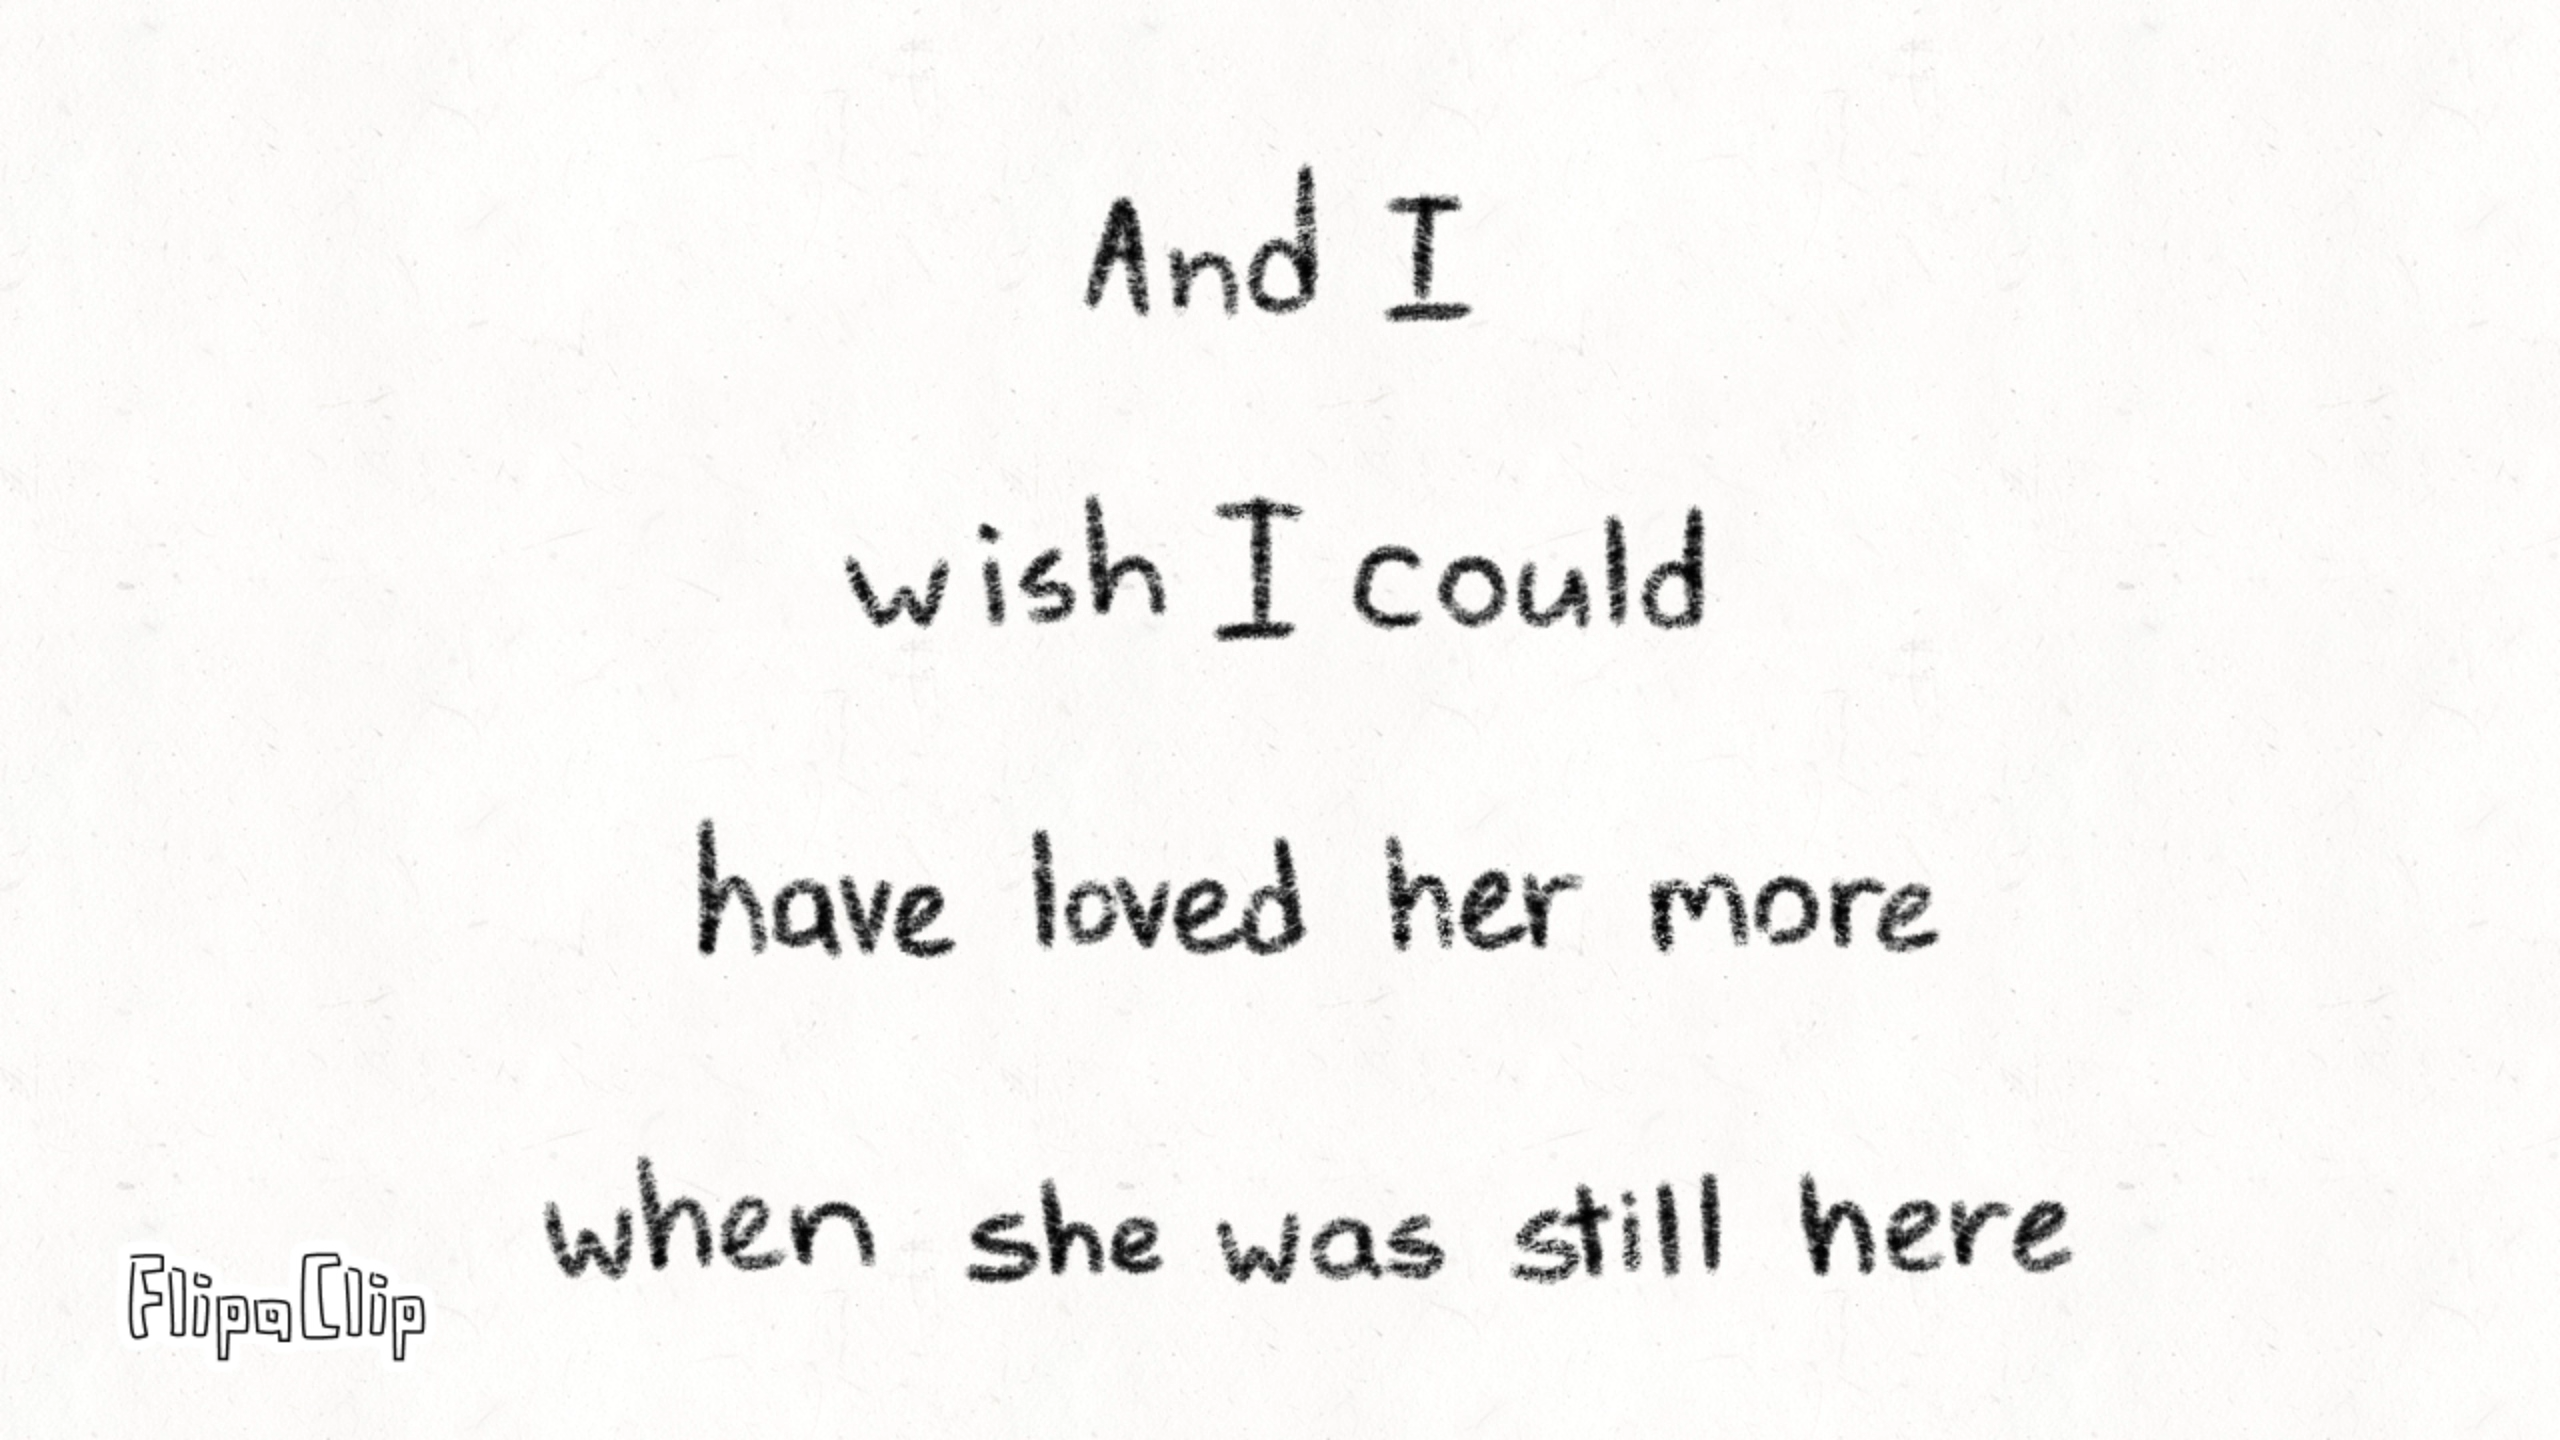 And I
wish I could
have loved her more
when she was still here
FlipaClip